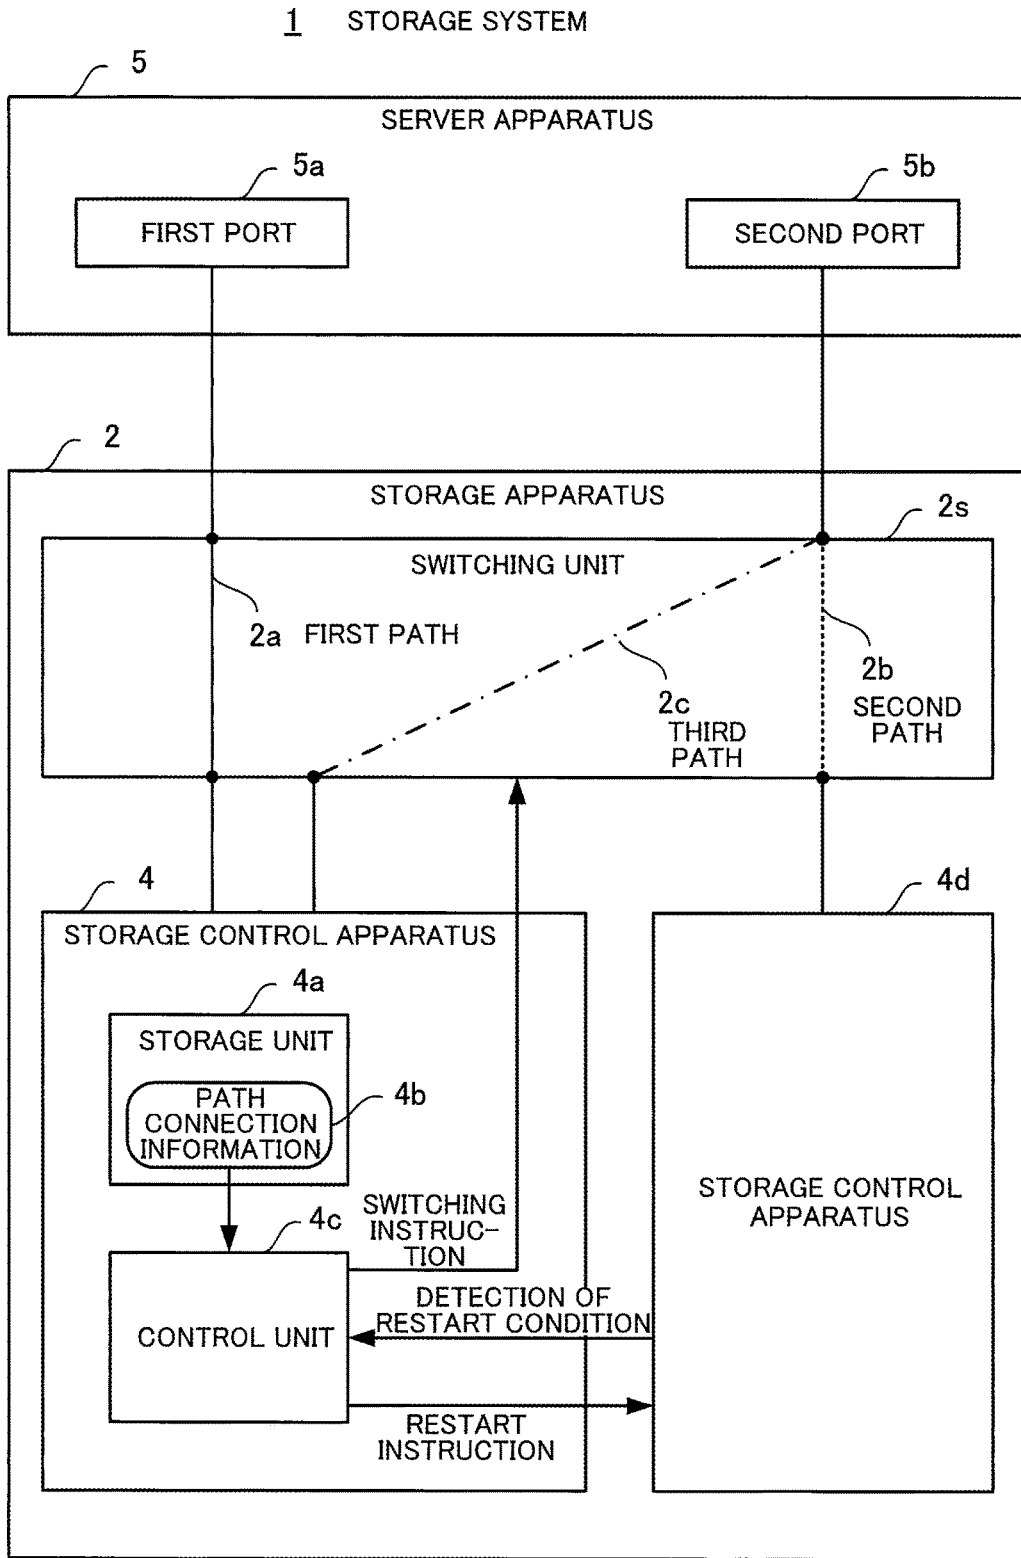 1 STORAGE SYSTEM
5
SERVER APPARATUS
5a
5b
FIRST PORT
SECOND PORT
2
STORAGE APPARATUS
2s
SWITCHING UNIT
2a FIRST PATH
2c
THIRD
PATH
2b
SECOND
PATH
4
4d
STORAGE CONTROL APPARATUS
4a
STORAGE UNIT
PATH
CONNECTION
INFORMATION
4b
4c
SWITCHING
INSTRUC-
TION
CONTROL UNIT
DETECTION OF
RESTART CONDITION
RESTART
INSTRUCTION
STORAGE CONTROL
APPARATUS